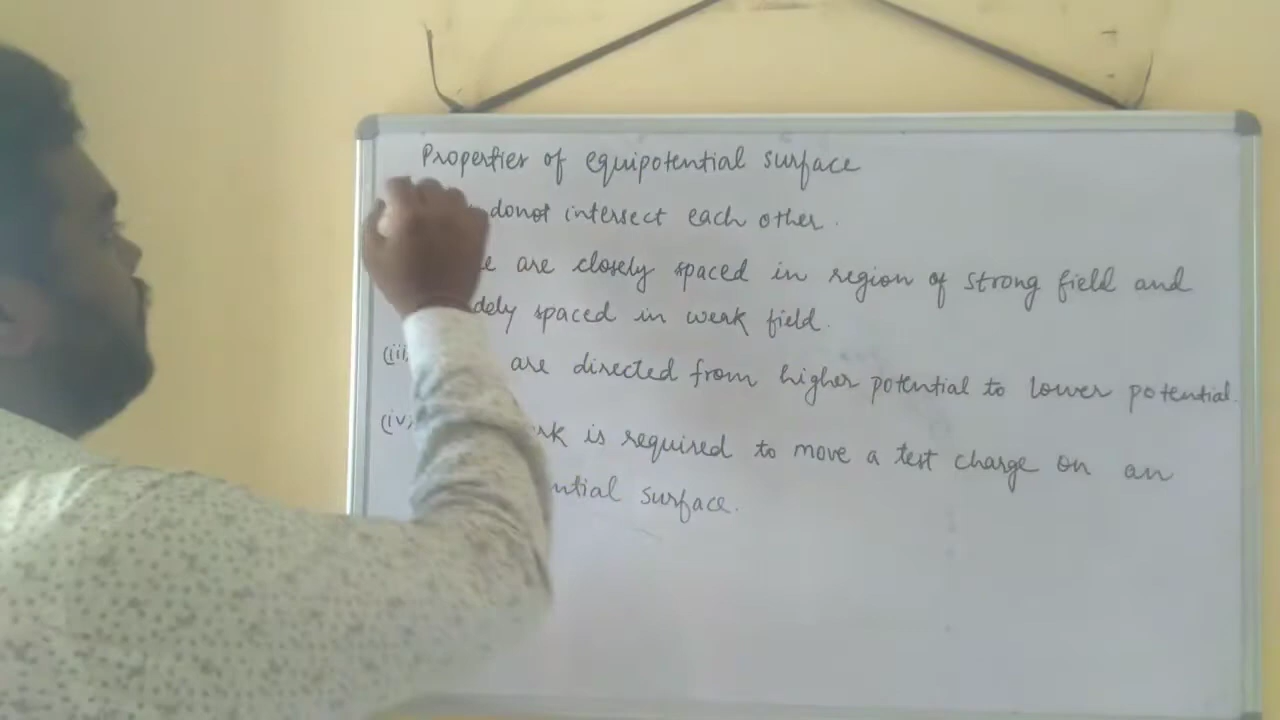 Properties of equipotential surface
donot intersect each other.
are closely spaced in region of strong field and
spaced in weak field.
(iii) are directed from higher potential to lower potential.
(iv) is required to move a test charge on an
surface.